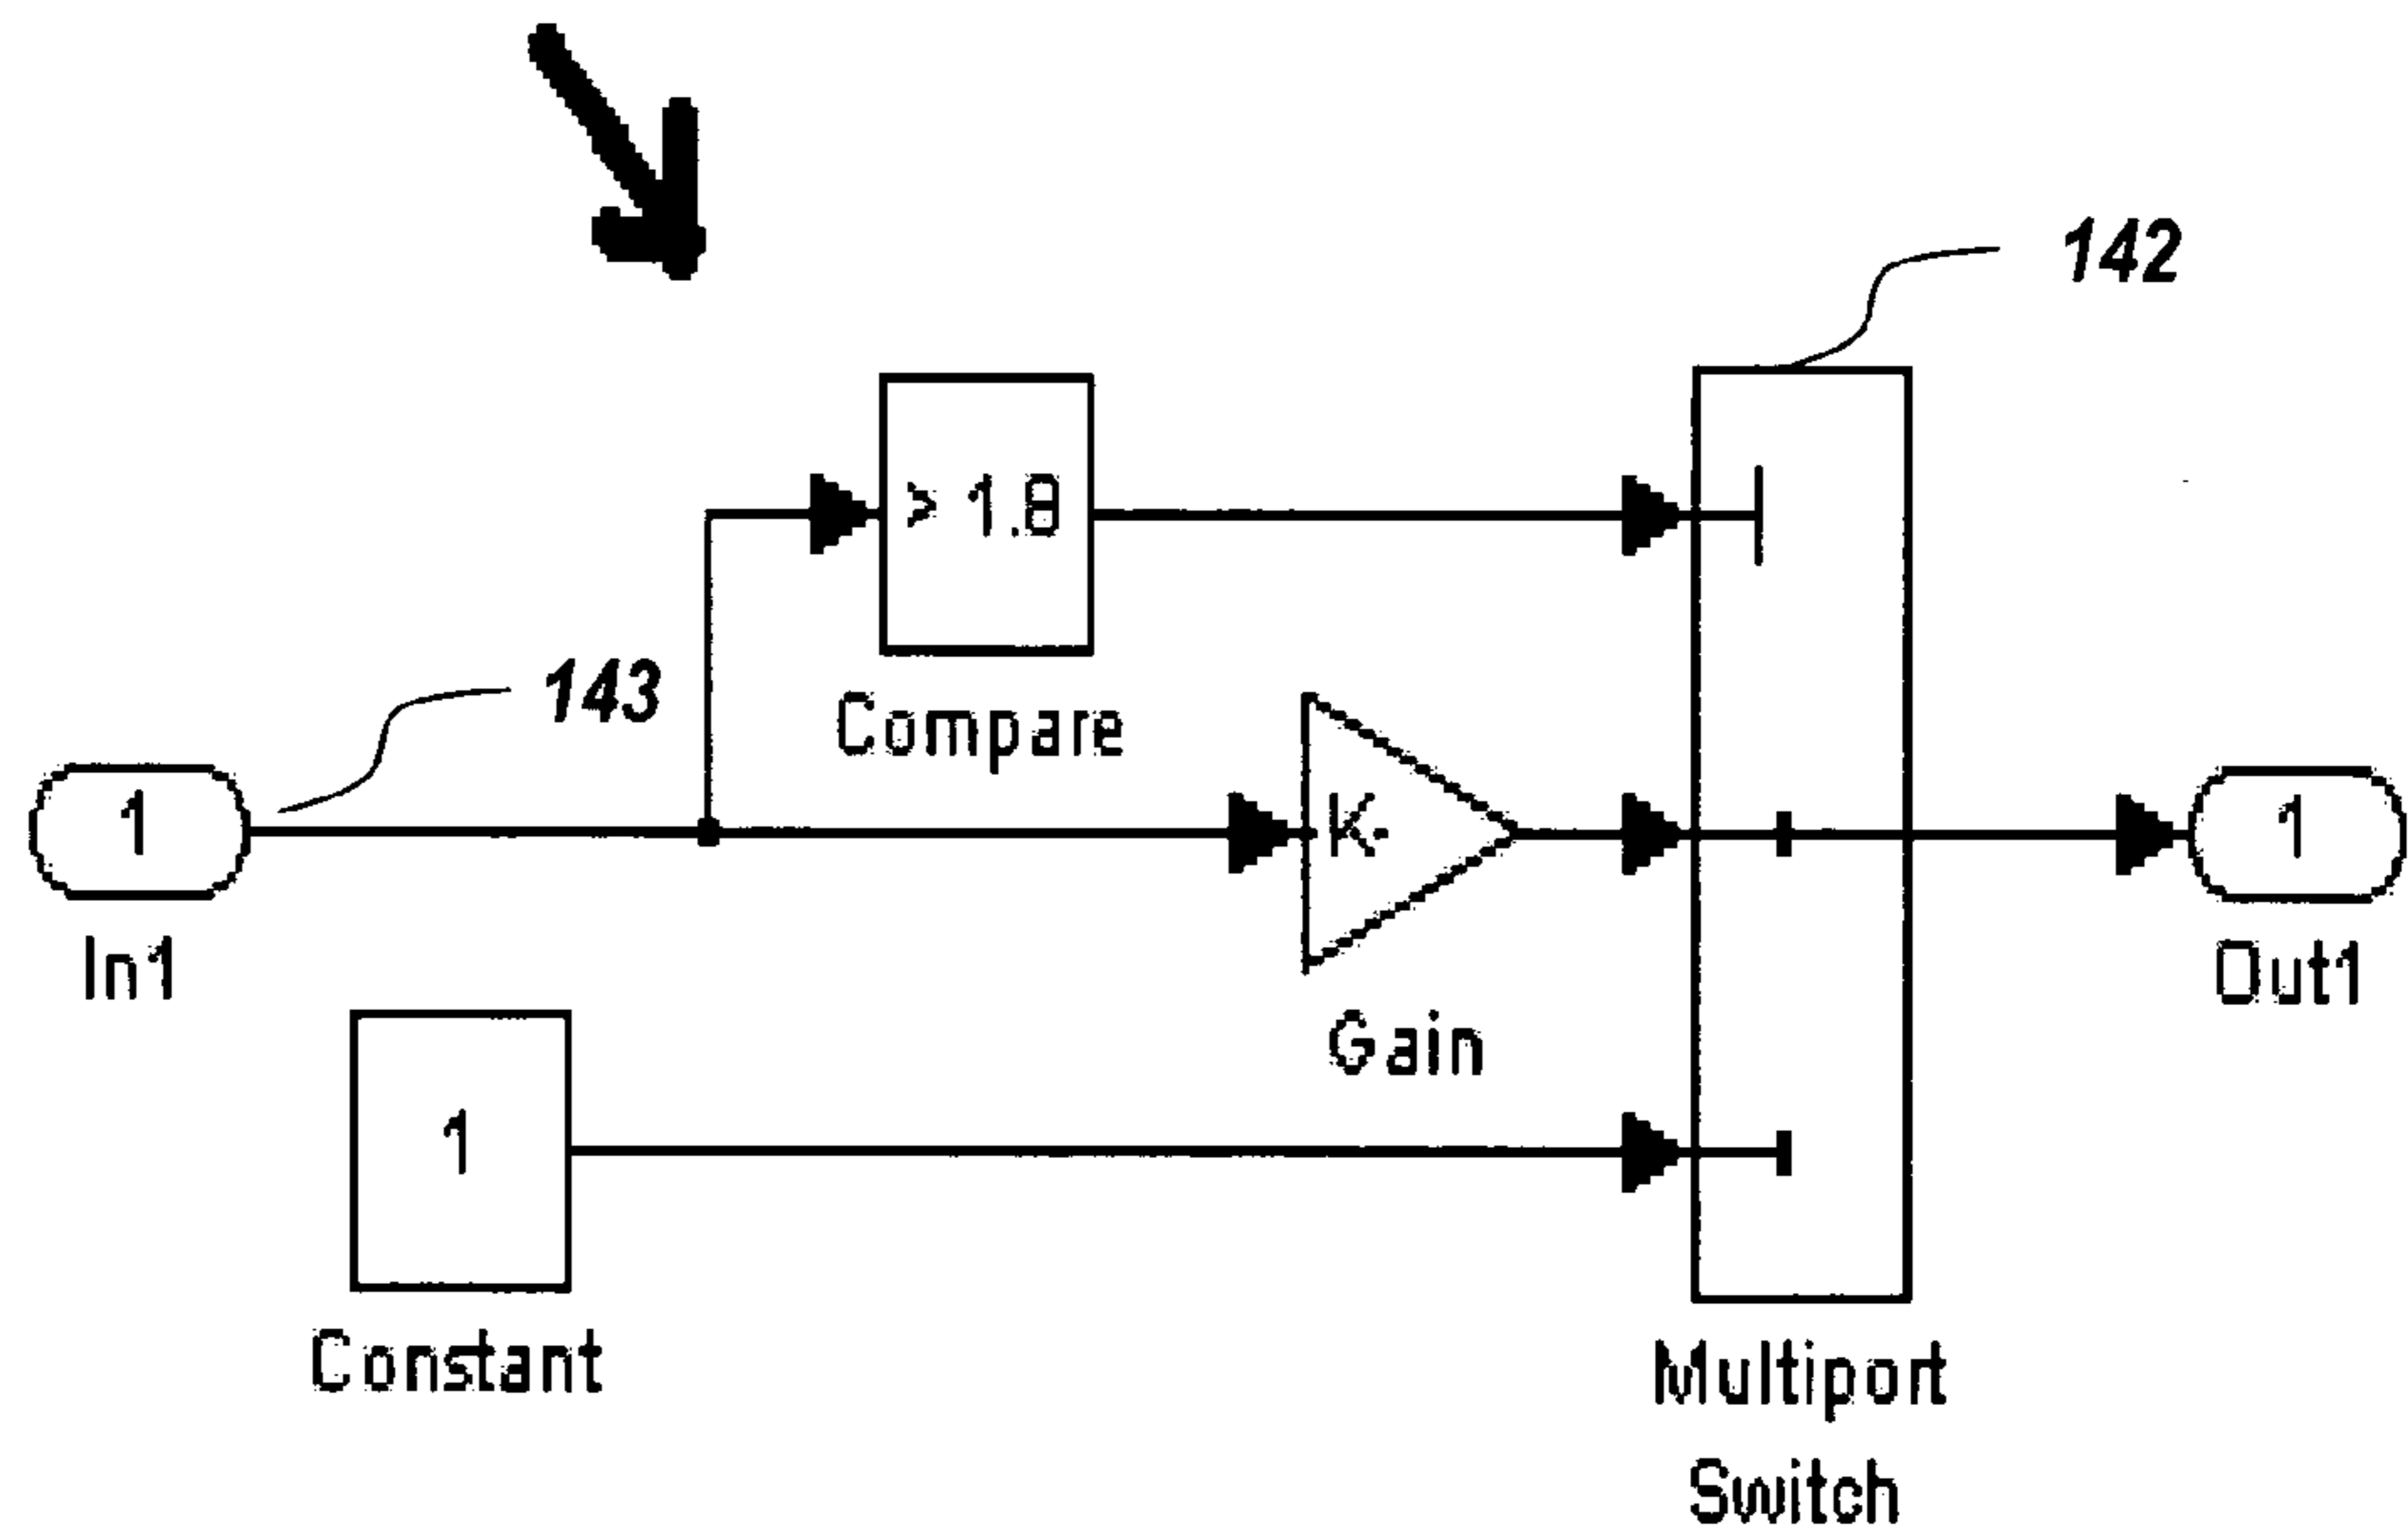 142
> 1.8
143
Compare
1
K-
1
In1
Out1
Gain
1
Constant
Multiport
Switch